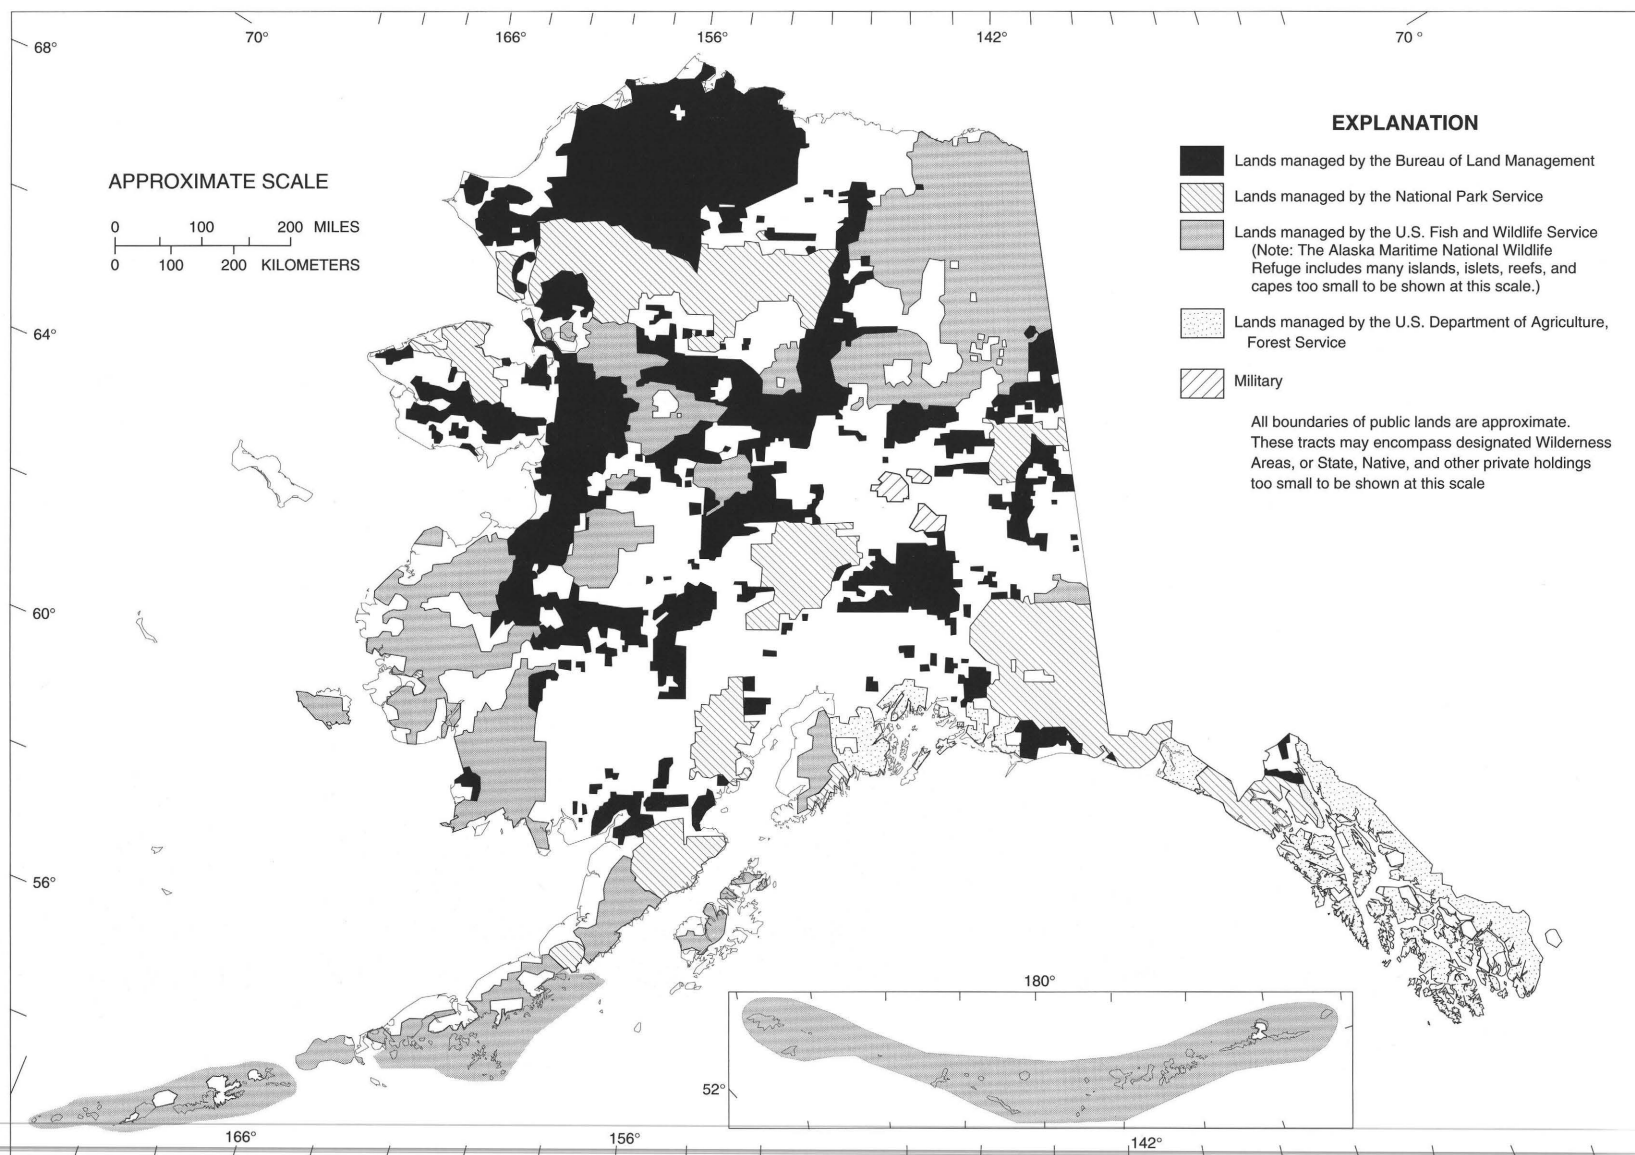 70° 166° 156° 142° 70 °
68°
EXPLANATION
Lands managed by the Bureau of Land Management
APPROXIMATE SCALE
Lands managed by the National Park Service
0 100 200 MILES
0 100 200 KILOMETERS
Lands managed by the U.S. Fish and Wildlife Service
(Note: The Alaska Maritime National Wildlife
Refuge includes many islands, islets, reefs, and
capes too small to be shown at this scale.)
64°
Lands managed by the U.S. Department of Agriculture,
Forest Service
Military
All boundaries of public lands are approximate.
These tracts may encompass designated Wilderness
Areas, or State, Native, and other private holdings
too small to be shown at this scale
60°
56°
180°
52°
166° 156° 142°